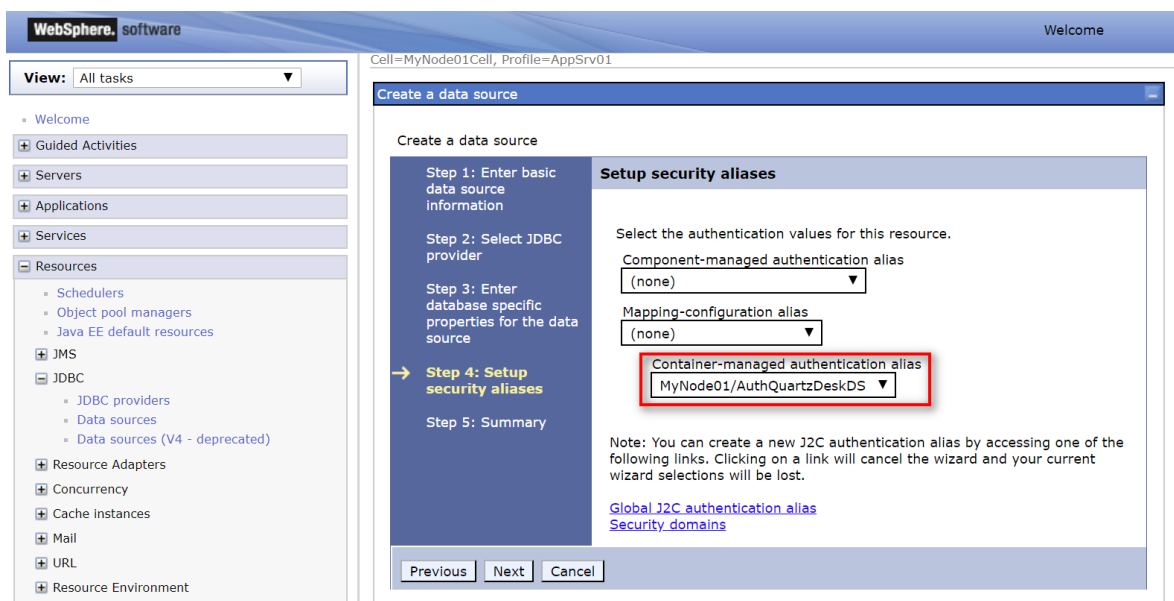 WebSphere. software
Welcome
View: All tasks
Welcome
Guided Activities
Servers
Applications
Services
Resources
Schedulers
Object pool managers
Java EE default resources
JMS
JDBC
JDBC providers
Data sources
Data sources (V4 - deprecated)
Resource Adapters
Concurrency
Cache instances
Mail
URL
Resource Environment
Cell=MyNode01Cell, Profile=AppSrv01
Create a data source
Create a data source
Step 1: Enter basic
data source
information
Step 2: Select JDBC
provider
Step 3: Enter
database specific
properties for the data
source
Step 4: Setup
security aliases
Step 5: Summary
Setup security aliases
Select the authentication values for this resource.
Component-managed authentication alias
(none)
Mapping-configuration alias
(none)
Container-managed authentication alias
MyNode01/AuthQuartzDeskDS
Note: You can create a new J2C authentication alias by accessing one of the
following links. Clicking on a link will cancel the wizard and your current
wizard selections will be lost.
Global J2C authentication alias
Security domains
Previous Next Cancel